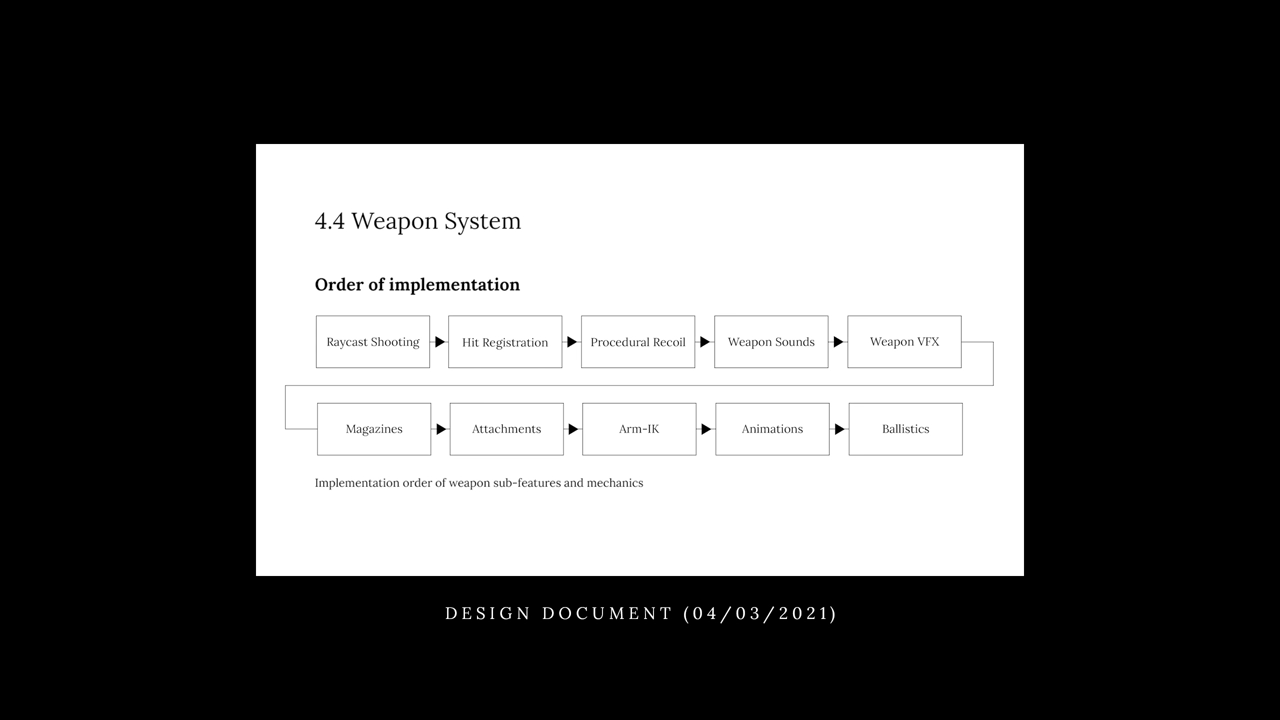 4.4 Weapon System
Order of implementation
Raycast Shooting
Hit Registration
Procedural Recoil
Weapon Sounds
Weapon VFX
Magazines
Attachments
Arm-IK
Animations
Ballistics
Implementation order of weapon sub-features and mechanics
DESIGN DOCUMENT (04/03/2021)